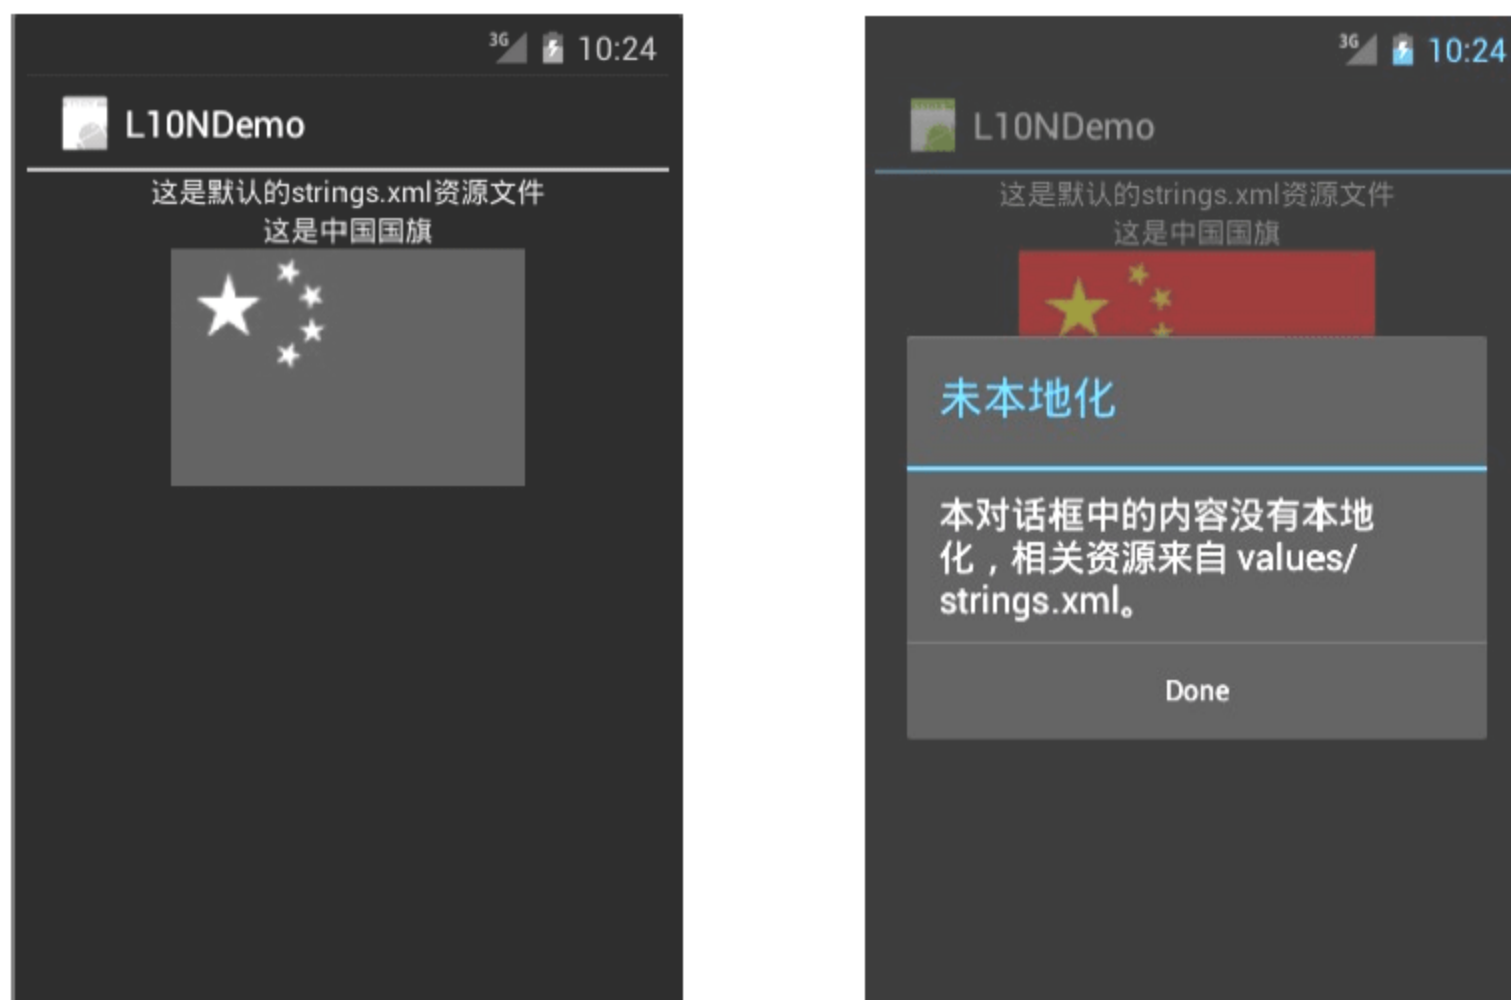 3G 10:24
L10NDemo
这是默认的strings.xml资源文件
这是中国国旗
3G 10:24
L10NDemo
这是默认的strings.xml资源文件
这是中国国旗
未本地化
本对话框中的内容没有本地
化，相关资源来自 values/
strings.xml。
Done